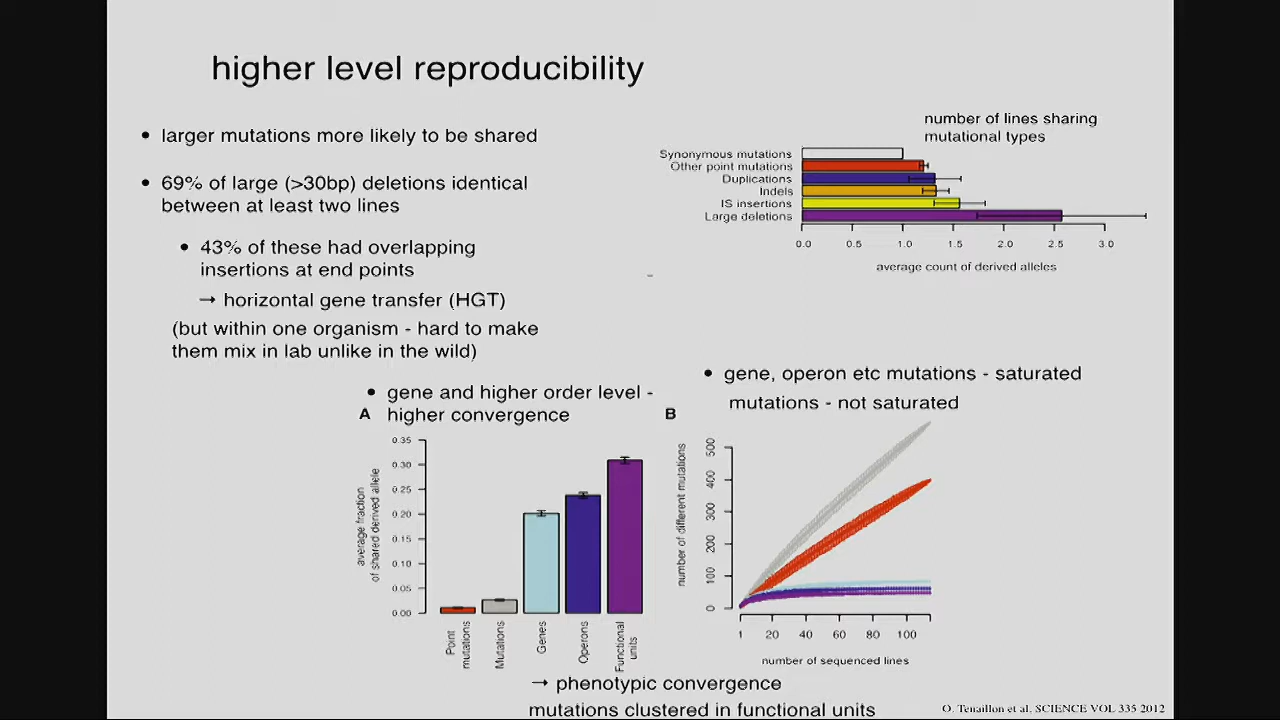 higher level reproducibility
• larger mutations more likely to be shared
• 69% of large (>30bp) deletions identical
between at least two lines
• 43% of these had overlapping
insertions at end points
→ horizontal gene transfer (HGT)
(but within one organism - hard to make
them mix in lab unlike in the wild)
number of lines sharing
mutational types
Synonymous mutations
Other point mutations
Duplications
Indels
IS insertions
Large deletions
0.0 0.5 1.0 1.5 2.0 2.5 3.0
average count of derived alleles
• gene and higher order level -
A higher convergence
0.35
0.30
0.25
0.20
0.15
0.10
0.05
0.00
average fraction
of shared derived allele
Point
mutations
Mutations
Genes
Operons
Functional
units
• gene, operon etc mutations - saturated
mutations - not saturated
B
500
400
300
200
100
0
number of different mutations
1 20 40 60 80 100
number of sequenced lines
→ phenotypic convergence
mutations clustered in functional units
O. Tenaillon et al. SCIENCE VOL 335 2012